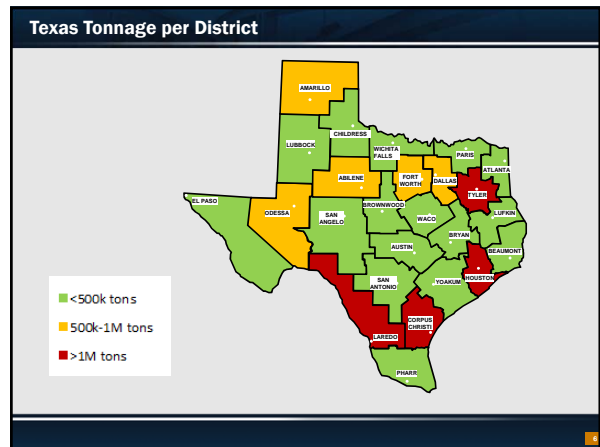 Texas Tonnage per District
AMARILLO
CHILDRESS
LUBBOCK
WICHITA
FALLS
PARIS
ATLANTA
ABILENE
FORT
WORTH
DALLAS
TYLER
EL PASO
ODESSA
SAN
ANGELO
BROWNWOOD
WACO
LUFKIN
BRYAN
AUSTIN
BEAUMONT
HOUSTON
SAN
ANTONIO
YOAKUM
CORPUS
CHRISTI
LAREDO
PHARR
<500k tons
500k-1M tons
>1M tons
6